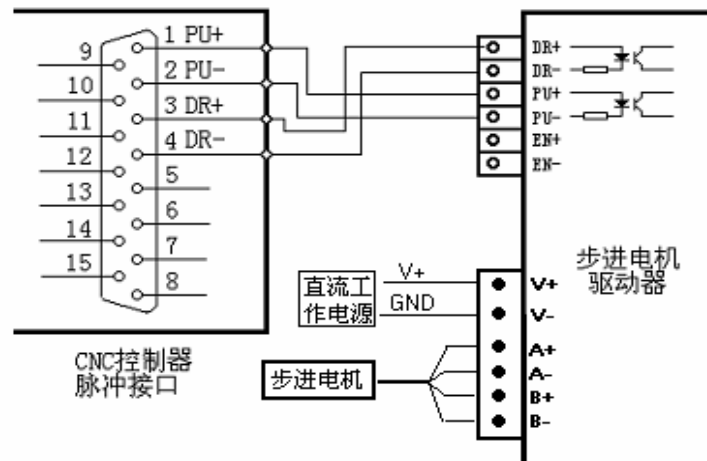 1 PU+
9
2 PU-
10
3 DR+
11
4 DR-
12
5
13
6
14
7
15
8
CNC控制器
脉冲接口
DR+
DR-
PU+
PU-
EN+
EN-
步进电机
驱动器
直流工
作电源
V+
GND
V+
V-
A+
A-
B+
B-
步进电机